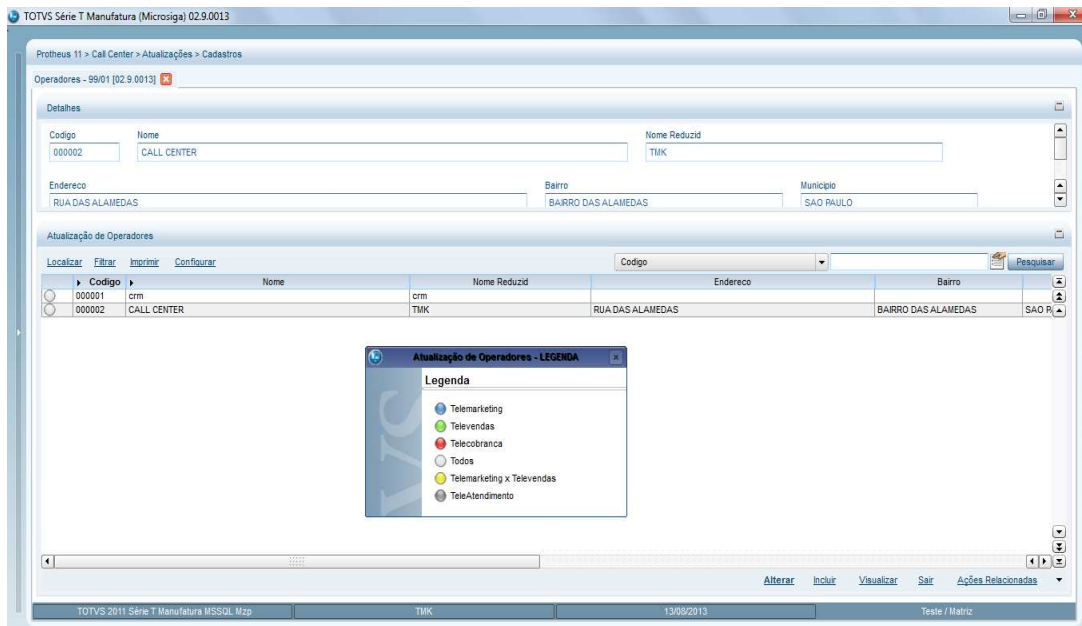 TOTVS Série T Manufatura (Microsiga) 02.9.0013
Protheus 11 > Call Center > Atualizações > Cadastros
Operadores - 99/01 [02.9.0013]
Detalhes
Codigo Nome Nome Reduzid
000002 CALL CENTER TMK
Endereco Bairro Municipio
RUA DAS ALAMEDAS BAIRRO DAS ALAMEDAS SAO PAULO
Atualização de Operadores
Localizar Filtrar Imprimir Configurar Codigo Pesquisar
Codigo Nome Nome Reduzid Endereco Bairro
000001 crm crm
000002 CALL CENTER TMK RUA DAS ALAMEDAS BAIRRO DAS ALAMEDAS SAO P
Atualização de Operadores - LEGENDA
Legenda
Telemarketing
Televendas
Telecobranca
Todos
Telemarketing x Televendas
TeleAtendimento
Alterar Incluir Visualizar Sair Ações Relacionadas
TOTVS 2011 Série T Manufatura MSSQL Mzp TMK 13/08/2013 Teste / Matriz